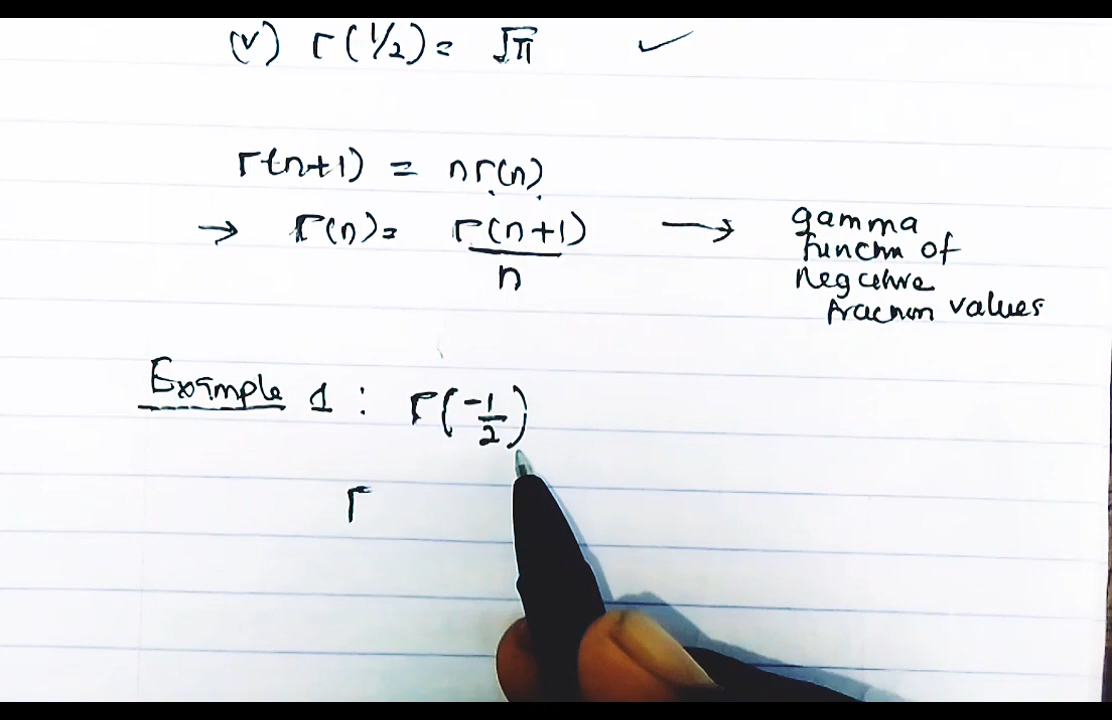 (v) Γ(1/2) = √π ✓
Γ(n+1) = nΓ(n)
→ Γ(n) = Γ(n+1)/n → gamma
function of
Negative
fraction values
Example 1 : Γ(-1/2)
Γ